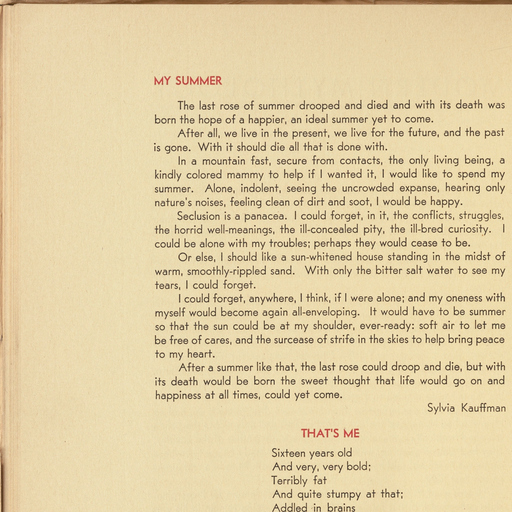 MY SUMMER
The last rose of summer drooped and died and with its death was
born the hope of a happier, an ideal summer yet to come.
After all, we live in the present, we live for the future, and the past
is gone. With it should die all that is done with.
In a mountain fast, secure from contacts, the only living being, a
kindly colored mammy to help if I wanted it, I would like to spend my
summer. Alone, indolent, seeing the uncrowded expanse, hearing only
nature's noises, feeling clean of dirt and soot, I would be happy.
Seclusion is a panacea. I could forget, in it, the conflicts, struggles,
the horrid well-meanings, the ill-concealed pity, the ill-bred curiosity. I
could be alone with my troubles; perhaps they would cease to be.
Or else, I should like a sun-whitened house standing in the midst of
warm, smoothly-rippled sand. With only the bitter salt water to see my
tears, I could forget.
I could forget, anywhere, I think, if I were alone; and my oneness with
myself would become again all-enveloping. It would have to be summer
so that the sun could be at my shoulder, ever-ready: soft air to let me
be free of cares, and the surcease of strife in the skies to help bring peace
to my heart.
After a summer like that, the last rose could droop and die, but with
its death would be born the sweet thought that life would go on and
happiness at all times, could yet come.
Sylvia Kauffman
THAT'S ME
Sixteen years old
And very, very bold;
Terribly fat
And quite stumpy at that;
Addled in brains